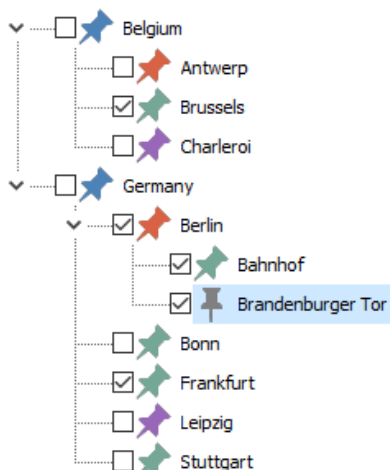 Belgium
Antwerp
Brussels
Charleroi
Germany
Berlin
Bahnhof
Brandenburger Tor
Bonn
Frankfurt
Leipzig
Stuttgart